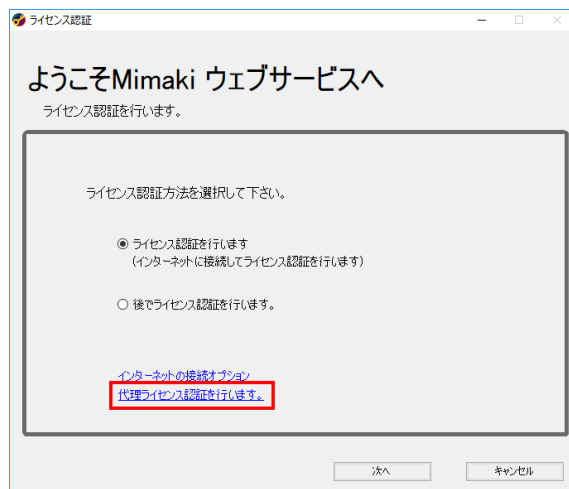 ライセンス認証
ようこそMimaki ウェブサービスへ
ライセンス認証を行います。
ライセンス認証方法を選択して下さい。
ライセンス認証を行います
(インターネットに接続してライセンス認証を行います)
後でライセンス認証を行います。
インターネットの接続オプション
代理ライセンス認証を行います。
次へ
キャンセル